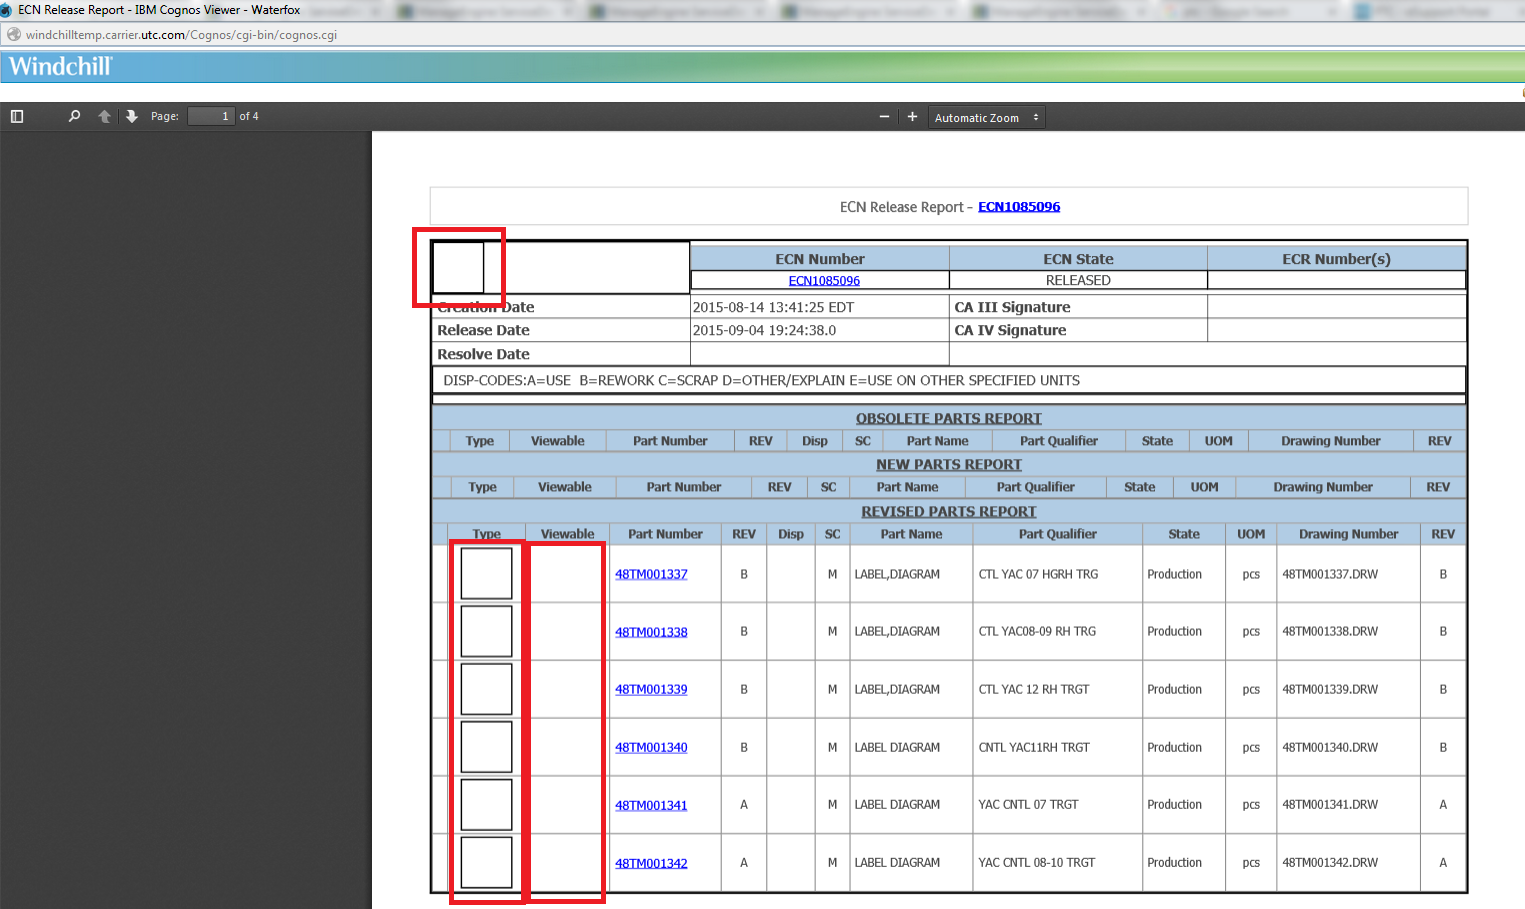 ECN Release Report - IBM Cognos Viewer - Waterfox
windchilltemp.carrier.utc.com/Cognos/cgi-bin/cognos.cgi
Windchill
Page: 1 of 4 Automatic Zoom
ECN Release Report - ECN1085096
ECN Number ECN State ECR Number(s)
ECN1085096 RELEASED
Creation Date 2015-08-14 13:41:25 EDT CA III Signature
Release Date 2015-09-04 19:24:38.0 CA IV Signature
Resolve Date
DISP-CODES:A=USE B=REWORK C=SCRAP D=OTHER/EXPLAIN E=USE ON OTHER SPECIFIED UNITS
OBSOLETE PARTS REPORT
Type Viewable Part Number REV Disp SC Part Name Part Qualifier State UOM Drawing Number REV
NEW PARTS REPORT
Type Viewable Part Number REV SC Part Name Part Qualifier State UOM Drawing Number REV
REVISED PARTS REPORT
Type Viewable Part Number REV Disp SC Part Name Part Qualifier State UOM Drawing Number REV
48TM001337 B M LABEL,DIAGRAM CTL YAC 07 HGRH TRG Production pcs 48TM001337.DRW B
48TM001338 B M LABEL,DIAGRAM CTL YAC08-09 RH TRG Production pcs 48TM001338.DRW B
48TM001339 B M LABEL,DIAGRAM CTL YAC 12 RH TRGT Production pcs 48TM001339.DRW B
48TM001340 B M LABEL DIAGRAM CNTL YAC11RH TRGT Production pcs 48TM001340.DRW B
48TM001341 A M LABEL DIAGRAM YAC CNTL 07 TRGT Production pcs 48TM001341.DRW A
48TM001342 A M LABEL DIAGRAM YAC CNTL 08-10 TRGT Production pcs 48TM001342.DRW A